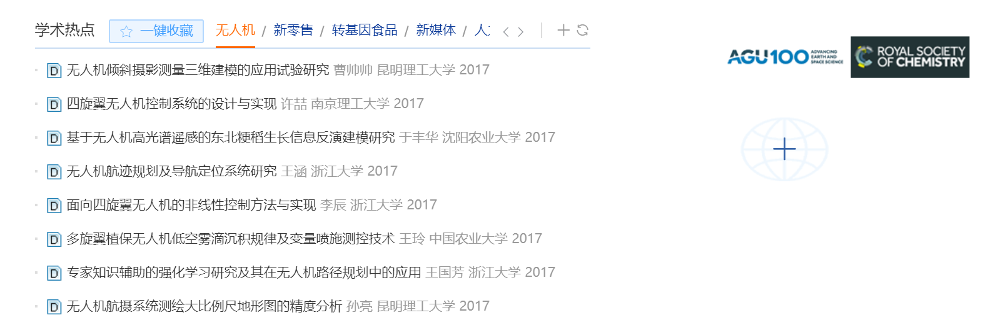 学术热点 一键收藏 无人机 / 新零售 / 转基因食品 / 新媒体 / 人
D 无人机倾斜摄影测量三维建模的应用试验研究 曹帅帅 昆明理工大学 2017
D 四旋翼无人机控制系统的设计与实现 许喆 南京理工大学 2017
D 基于无人机高光谱遥感的东北粳稻生长信息反演建模研究 于丰华 沈阳农业大学 2017
D 无人机航迹规划及导航定位系统研究 王涵 浙江大学 2017
D 面向四旋翼无人机的非线性控制方法与实现 李辰 浙江大学 2017
D 多旋翼植保无人机低空雾滴沉积规律及变量喷施测控技术 王玲 中国农业大学 2017
D 专家知识辅助的强化学习研究及其在无人机路径规划中的应用 王国芳 浙江大学 2017
D 无人机航摄系统测绘大比例尺地形图的精度分析 孙亮 昆明理工大学 2017
AGU100
ADVANCING
EARTH AND
SPACE SCIENCE
ROYAL SOCIETY
OF CHEMISTRY